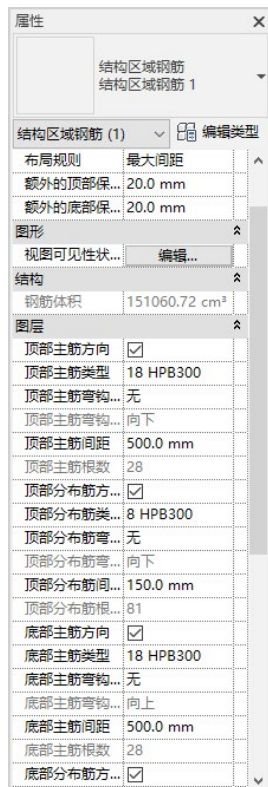 属性
结构区域钢筋
结构区域钢筋 1
结构区域钢筋 (1)
编辑类型
布局规则 最大间距
额外的顶部保... 20.0 mm
额外的底部保... 20.0 mm
图形
视图可见性状... 编辑...
结构
钢筋体积 151060.72 cm³
图层
顶部主筋方向
顶部主筋类型 18 HPB300
顶部主筋弯钩... 无
顶部主筋弯钩... 向下
顶部主筋间距 500.0 mm
顶部主筋根数 28
顶部分布筋方...
顶部分布筋类... 8 HPB300
顶部分布筋弯... 无
顶部分布筋弯... 向下
顶部分布筋间... 150.0 mm
顶部分布筋根... 81
底部主筋方向
底部主筋类型 18 HPB300
底部主筋弯钩... 无
底部主筋弯钩... 向上
底部主筋间距 500.0 mm
底部主筋根数 28
底部分布筋方...